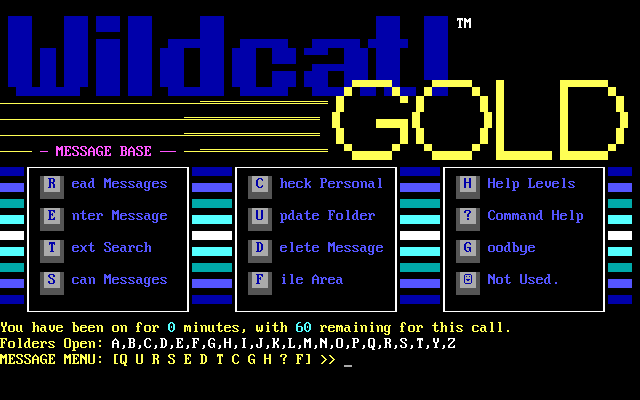 Wildcat! ™
GOLD
— MESSAGE BASE —
R ead Messages
E nter Message
T ext Search
S can Messages
C heck Personal
U pdate Folder
D elete Message
F ile Area
H Help Levels
? Command Help
G oodbye
Not Used.
You have been on for 0 minutes, with 60 remaining for this call.
Folders Open: A,B,C,D,E,F,G,H,I,J,K,L,M,N,O,P,Q,R,S,T,Y,Z
MESSAGE MENU: [Q U R S E D T C G H ? F] >> _